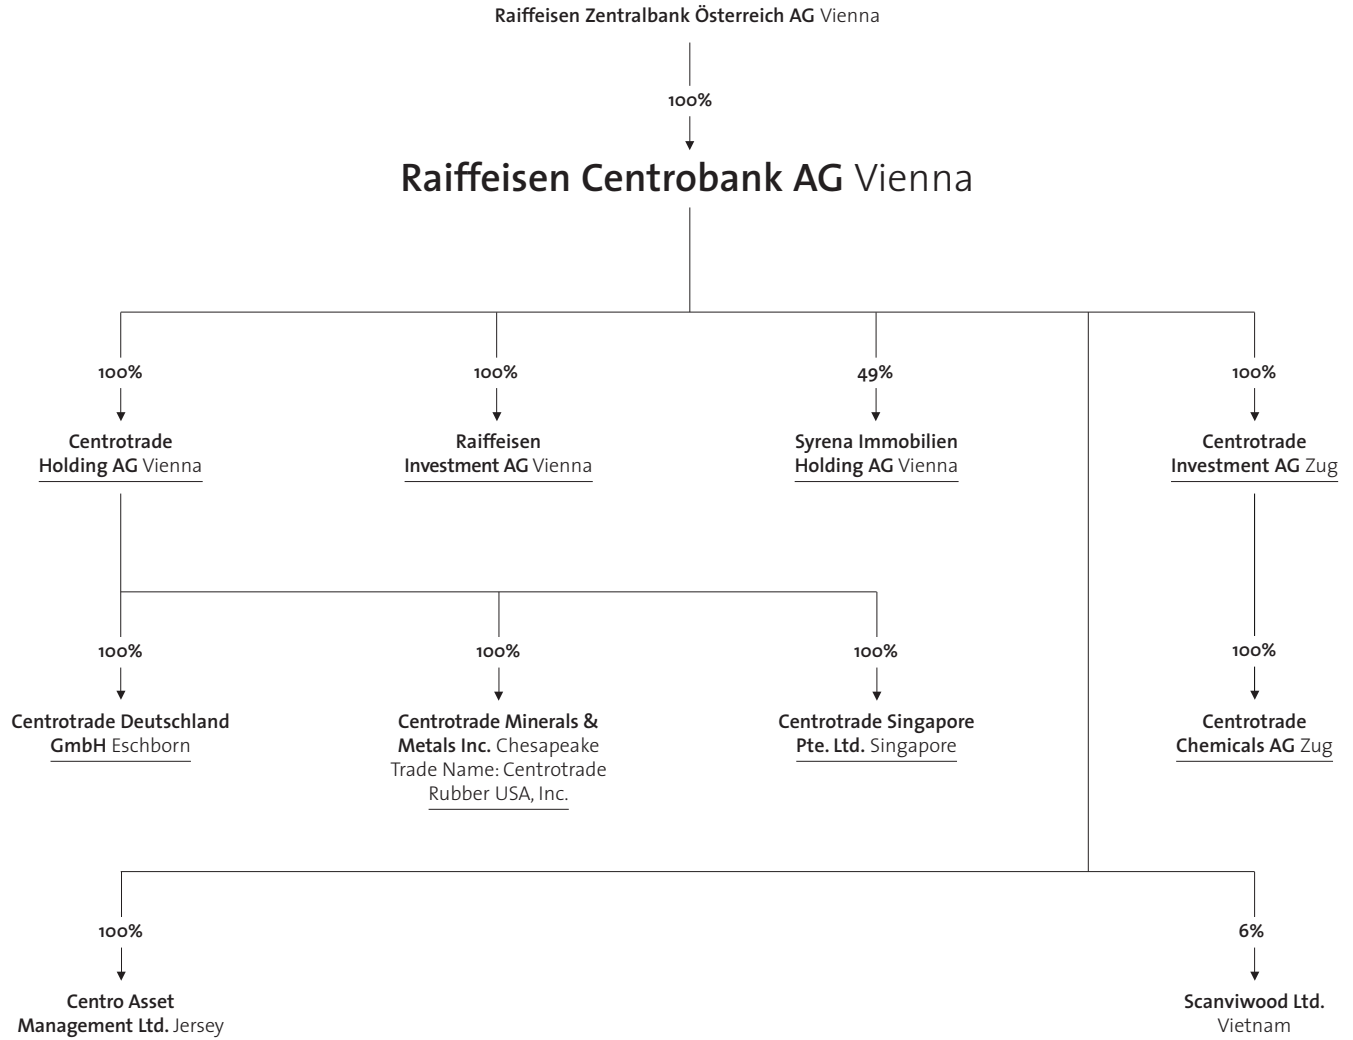 Raiffeisen Zentralbank Österreich AG Vienna
100%
Raiffeisen Centrobank AG Vienna
100%
100%
49%
100%
Centrotrade
Holding AG Vienna
Raiffeisen
Investment AG Vienna
Syrena Immobilien
Holding AG Vienna
Centrotrade
Investment AG Zug
100%
100%
100%
100%
Centrotrade Deutschland
GmbH Eschborn
Centrotrade Minerals &
Metals Inc. Chesapeake
Trade Name: Centrotrade
Rubber USA, Inc.
Centrotrade Singapore
Pte. Ltd. Singapore
Centrotrade
Chemicals AG Zug
100%
6%
Centro Asset
Management Ltd. Jersey
Scanviwood Ltd.
Vietnam